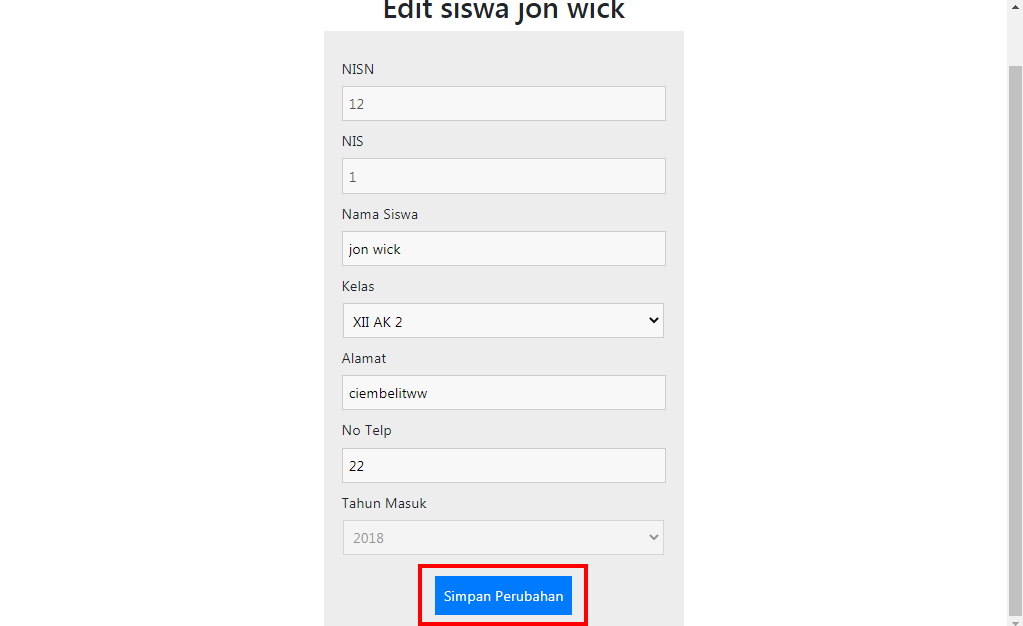 Edit siswa jon wick
NISN
12
NIS
1
Nama Siswa
jon wick
Kelas
XII AK 2
Alamat
ciembelitww
No Telp
22
Tahun Masuk
2018
Simpan Perubahan